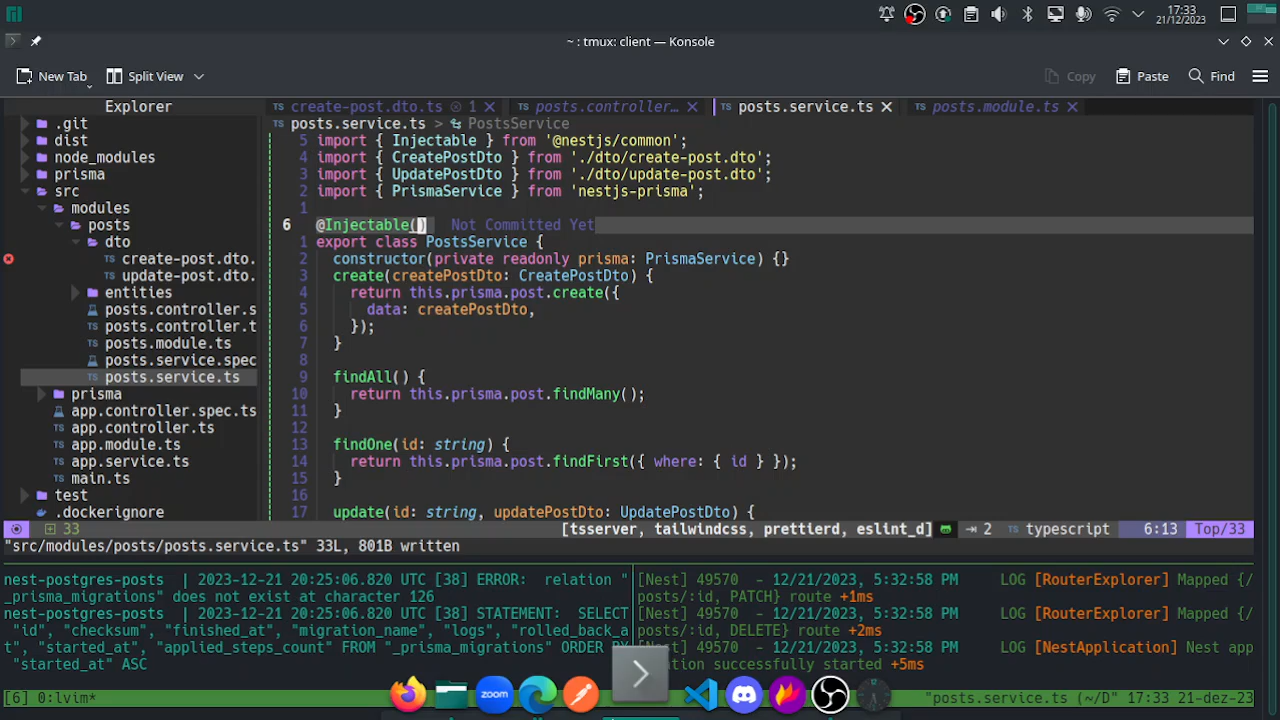 17:33
21/12/2023
~ : tmux: client — Konsole
New Tab
Split View
Copy
Paste
Find
Explorer
create-post.dto.ts 1
posts.controller…
posts.service.ts
posts.module.ts
posts.service.ts > PostsService
.git
dist
node_modules
prisma
src
modules
posts
dto
create-post.dto.
update-post.dto.
entities
posts.controller.s
posts.controller.t
posts.module.ts
posts.service.spec
posts.service.ts
prisma
app.controller.spec.ts
app.controller.ts
app.module.ts
app.service.ts
main.ts
test
.dockerignore
5 import { Injectable } from '@nestjs/common';
4 import { CreatePostDto } from './dto/create-post.dto';
3 import { UpdatePostDto } from './dto/update-post.dto';
2 import { PrismaService } from 'nestjs-prisma';
1
6 @Injectable() Not Committed Yet
1 export class PostsService {
2 constructor(private readonly prisma: PrismaService) {}
3 create(createPostDto: CreatePostDto) {
4 return this.prisma.post.create({
5 data: createPostDto,
6 });
7 }
8
9 findAll() {
10 return this.prisma.post.findMany();
11 }
12
13 findOne(id: string) {
14 return this.prisma.post.findFirst({ where: { id } });
15 }
16
17 update(id: string, updatePostDto: UpdatePostDto) {
33 [tsserver, tailwindcss, prettierd, eslint_d] 2 TS typescript 6:13 Top/33
"src/modules/posts/posts.service.ts" 33L, 801B written
nest-postgres-posts | 2023-12-21 20:25:06.820 UTC [38] ERROR: relation "
_prisma_migrations" does not exist at character 126
nest-postgres-posts | 2023-12-21 20:25:06.820 UTC [38] STATEMENT: SELECT
"id", "checksum", "finished_at", "migration_name", "logs", "rolled_back_a
t", "started_at", "applied_steps_count" FROM "_prisma_migrations" ORDER BY
"started_at" ASC
[Nest] 49570 - 12/21/2023, 5:32:58 PM LOG [RouterExplorer] Mapped {/
posts/:id, PATCH} route +1ms
[Nest] 49570 - 12/21/2023, 5:32:58 PM LOG [RouterExplorer] Mapped {/
posts/:id, DELETE} route +2ms
[Nest] 49570 - 12/21/2023, 5:32:58 PM LOG [NestApplication] Nest app
ation successfully started +5ms
zoom
[6] 0:lvim*
"posts.service.ts (~/D" 17:33 21-dez-23